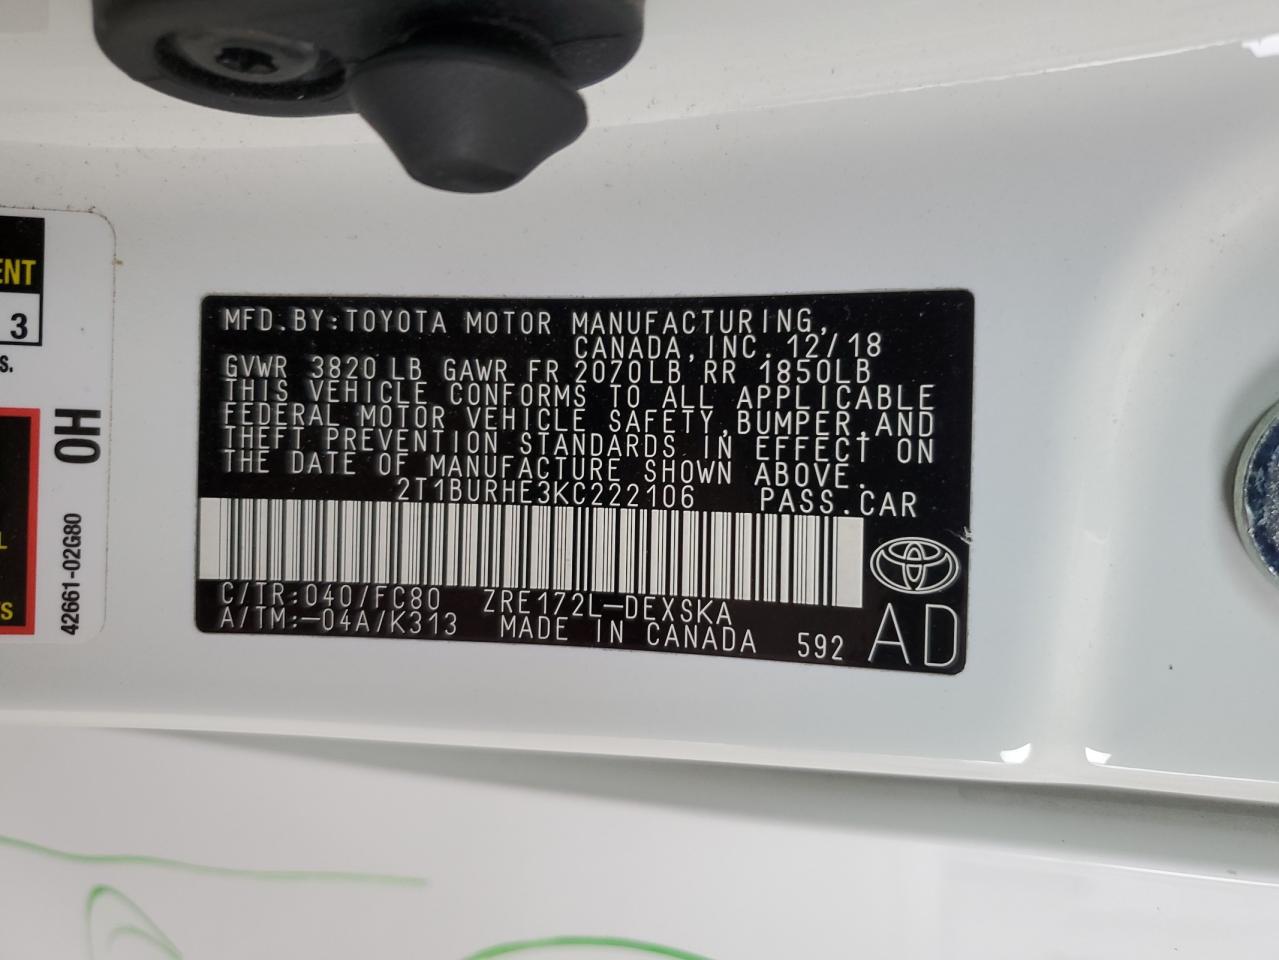 ENT
3
S.
L
S
0H
42661-02G80
MFD.BY:TOYOTA MOTOR MANUFACTURING,
CANADA,INC. 12/18
GVWR 3820 LB GAWR FR 2070LB RR 1850LB
THIS VEHICLE CONFORMS TO ALL APPLICABLE
FEDERAL MOTOR VEHICLE SAFETY,BUMPER,AND
THEFT PREVENTION STANDARDS IN EFFECT ON
THE DATE OF MANUFACTURE SHOWN ABOVE.
2T1BURHE3KC222106 PASS.CAR
C/TR:040/FC80 ZRE172L-DEXSKA
A/TM:-04A/K313 MADE IN CANADA 592 AD